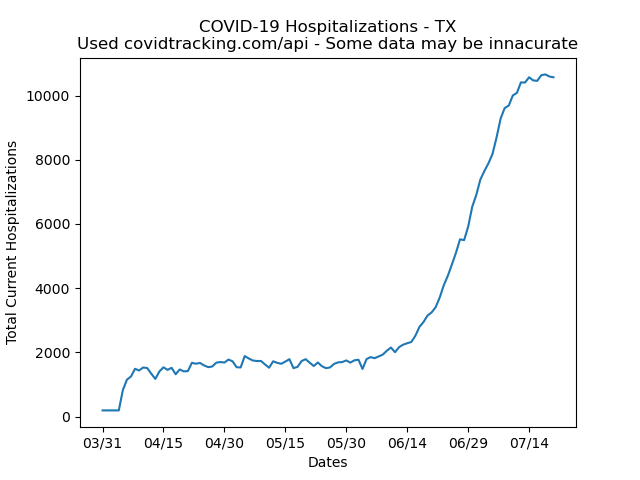 COVID-19 Hospitalizations - TX
Used covidtracking.com/api - Some data may be innacurate
Total Current Hospitalizations
10000
8000
6000
4000
2000
0
03/31 04/15 04/30 05/15 05/30 06/14 06/29 07/14
Dates